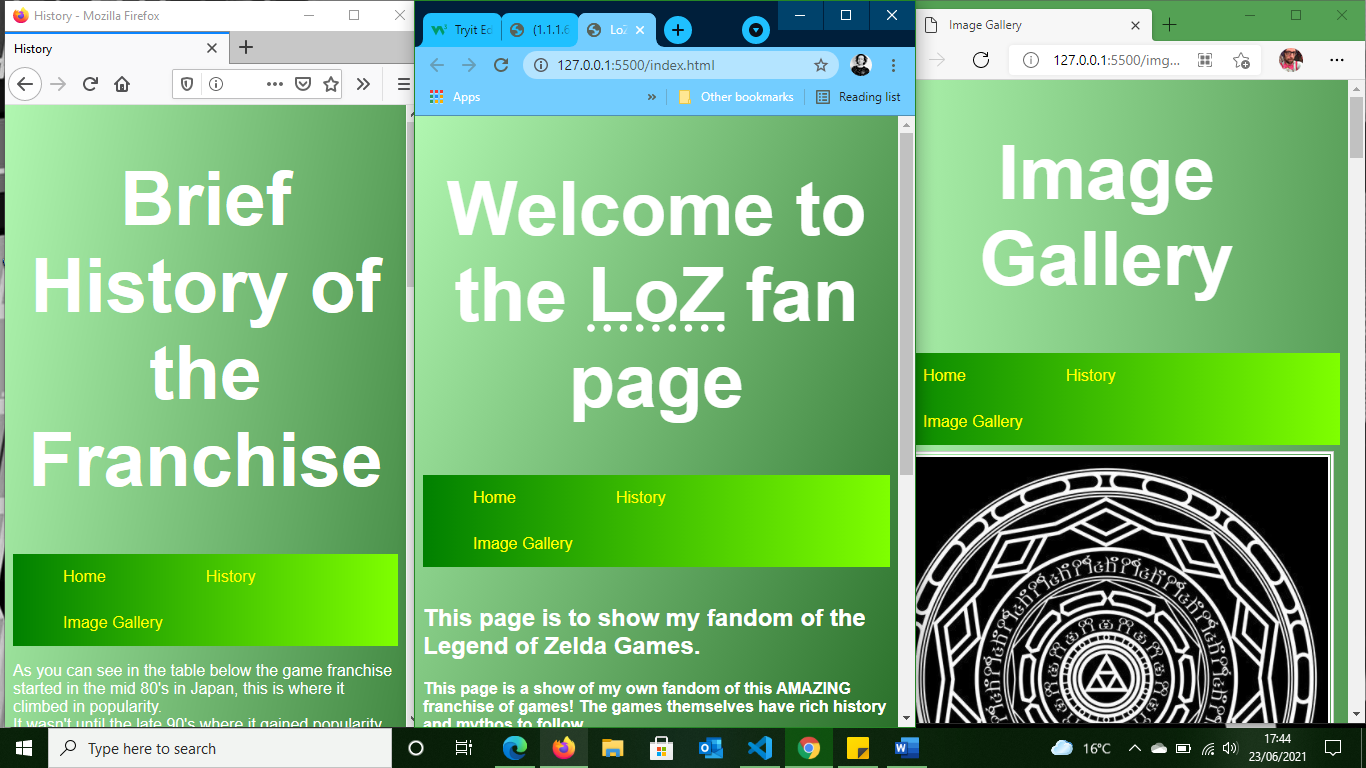 History - Mozilla Firefox
History
Brief
History of
the
Franchise
Home
History
Image Gallery
As you can see in the table below the game franchise
started in the mid 80's in Japan, this is where it
climbed in popularity.
It wasn't until the late 90's where it gained popularity
Tryit Ed
(1.1.1.6
LoZ
127.0.0.1:5500/index.html
Apps
»
Other bookmarks
Reading list
Welcome to
the LoZ fan
page
Home
History
Image Gallery
This page is to show my fandom of the
Legend of Zelda Games.
This page is a show of my own fandom of this AMAZING
franchise of games! The games themselves have rich history
and mythos to follow
Image Gallery
127.0.0.1:5500/img...
Image
Gallery
Home
History
Image Gallery
Type here to search
16°C
17:44
23/06/2021